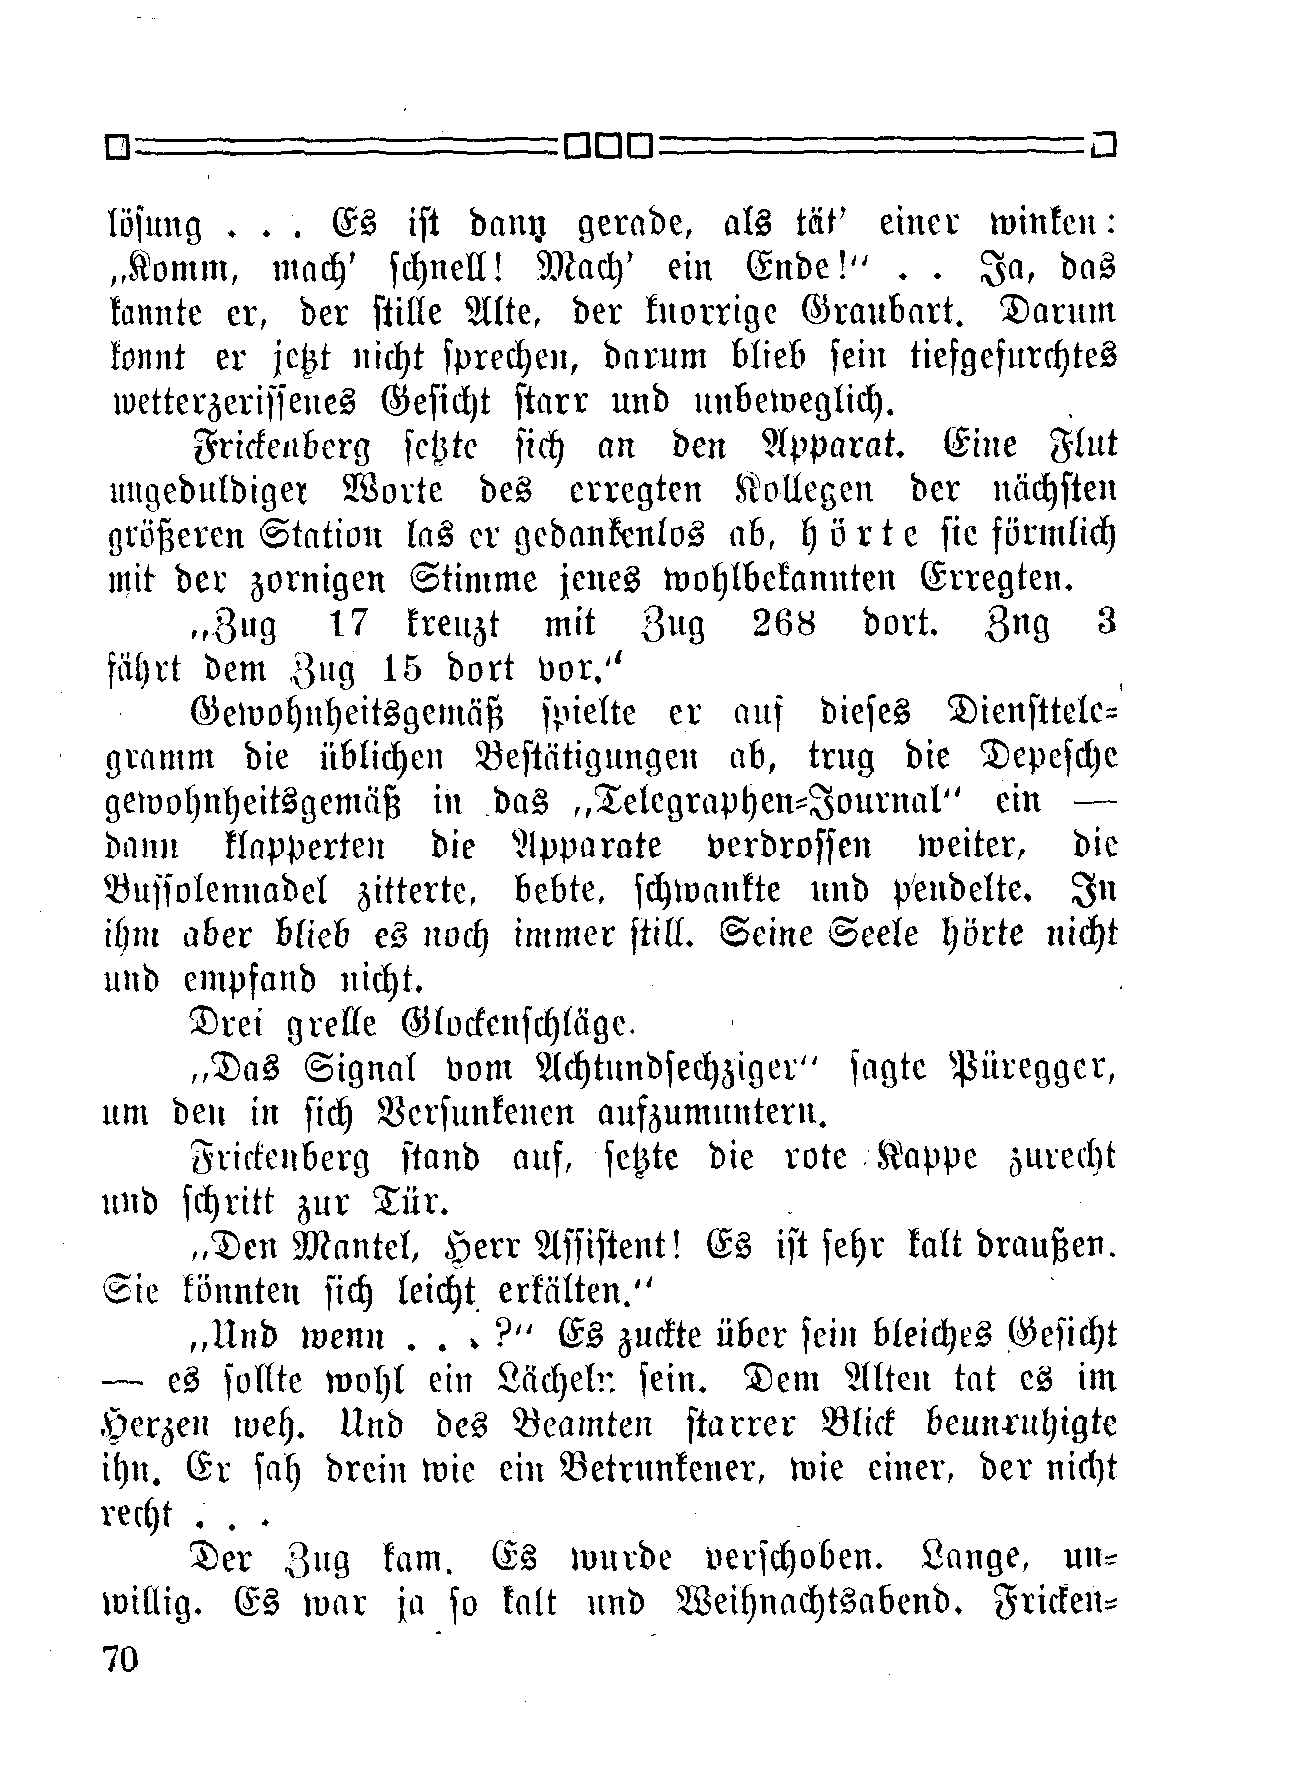 lösung . . . Es ist dann gerade, als tät' einer winken:
„Komm, mach' schnell! Mach' ein Ende!“ . . Ja, das
kannte er, der stille Alte, der knorrige Graubart. Darum
konnt er jetzt nicht sprechen, darum blieb sein tiefgefurchtes
wetterzerissenes Gesicht starr und unbeweglich.
Frickenberg setzte sich an den Apparat. Eine Flut
ungeduldiger Worte des erregten Kollegen der nächsten
größeren Station las er gedankenlos ab, h ö r t e sie förmlich
mit der zornigen Stimme jenes wohlbekannten Erregten.
„Zug 17 kreuzt mit Zug 268 dort. Zng 3
fährt dem Zug 15 dort vor.“
Gewohnheitsgemäß spielte er auf dieses Diensttele-
gramm die üblichen Bestätigungen ab, trug die Depesche
gewohnheitsgemäß in das „Telegraphen-Journal“ ein —
dann klapperten die Apparate verdrossen weiter, die
Bussolennadel zitterte, bebte, schwankte und pendelte. In
ihm aber blieb es noch immer still. Seine Seele hörte nicht
und empfand nicht.
Drei grelle Glockenschläge.
„Das Signal vom Achtundsechziger“ sagte Püregger,
um den in sich Versunkenen aufzumuntern.
Frickenberg stand auf, setzte die rote Kappe zurecht
und schritt zur Tür.
„Den Mantel, Herr Assistent! Es ist sehr kalt draußen.
Sie könnten sich leicht erkälten.“
„Und wenn . . . ?“ Es zuckte über sein bleiches Gesicht
— es sollte wohl ein Lächeln sein. Dem Alten tat es im
Herzen weh. Und des Beamten starrer Blick beunruhigte
ihn. Er sah drein wie ein Betrunkener, wie einer, der nicht
recht . . .
Der Zug kam. Es wurde verschoben. Lange, un-
willig. Es war ja so kalt und Weihnachtsabend. Fricken-
70